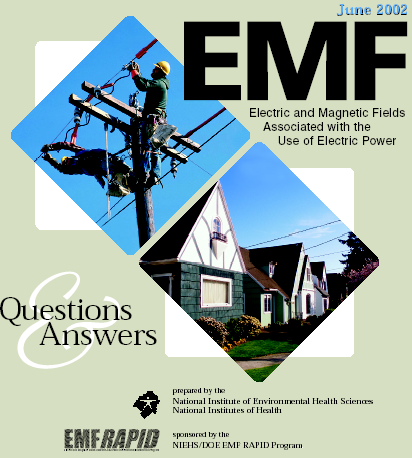 June 2002
EMF
Electric and Magnetic Fields
Associated with the
Use of Electric Power
Questions
&
Answers
prepared by the
National Institute of Environmental Health Sciences
National Institutes of Health
EMF RAPID
sponsored by the
NIEHS/DOE EMF RAPID Program